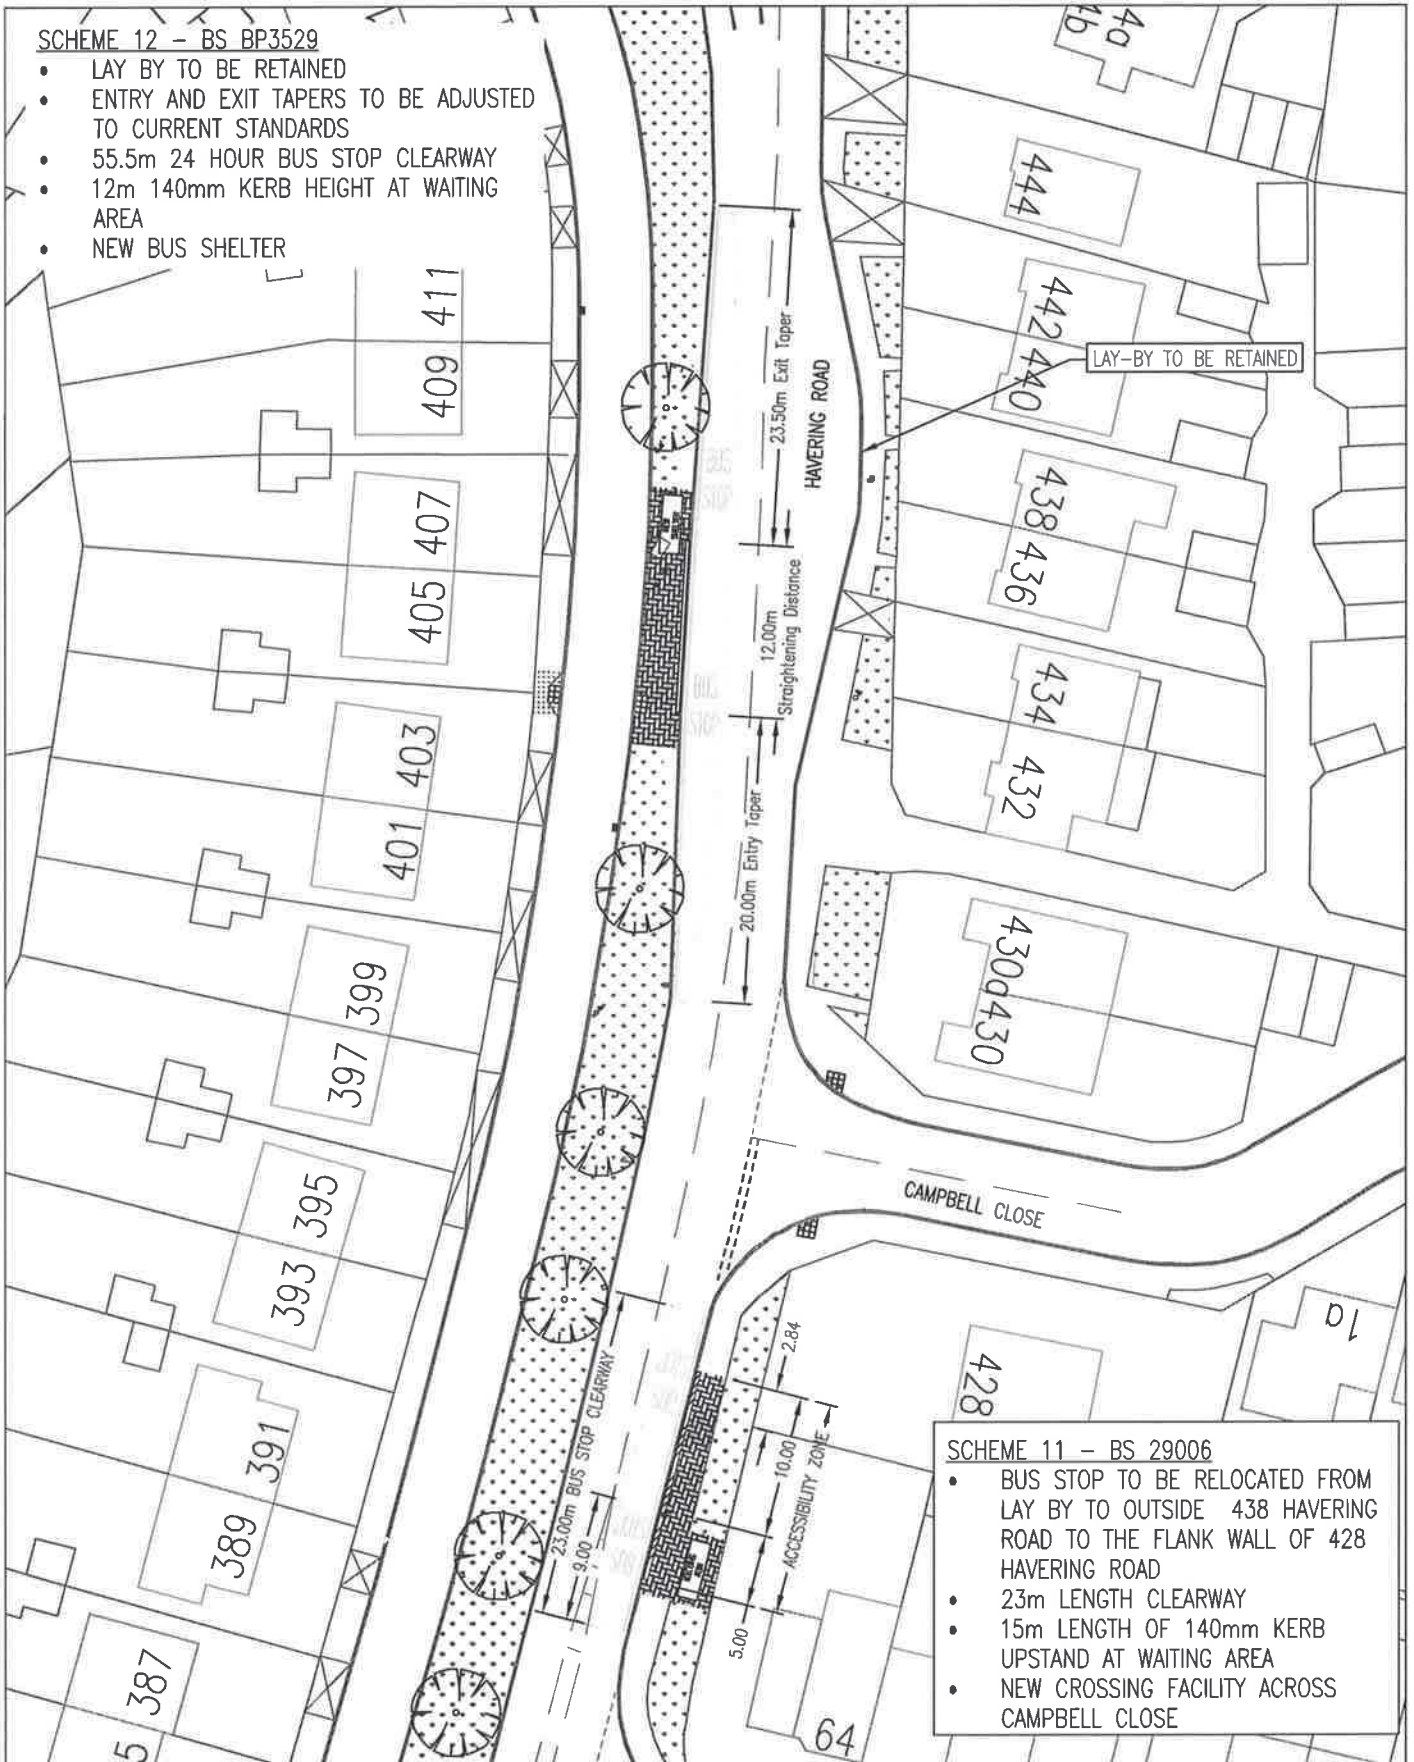 SCHEME 12 - BS BP3529
• LAY BY TO BE RETAINED
• ENTRY AND EXIT TAPERS TO BE ADJUSTED
TO CURRENT STANDARDS
• 55.5m 24 HOUR BUS STOP CLEARWAY
• 12m 140mm KERB HEIGHT AT WAITING
AREA
• NEW BUS SHELTER
4a
4b
444
442 440
438 436
434
432
430a 430
428
1a
64
411
409
407
405
403
401
399
397
395
393
391
389
387
LAY-BY TO BE RETAINED
HAVERING ROAD
23.50m Exit Taper
12.00m
Straightening Distance
20.00m Entry Taper
BUS
STOP
CAMPBELL CLOSE
23.00m BUS STOP CLEARWAY
9.00
2.84
10.00
ACCESSIBILITY ZONE
5.00
SCHEME 11 - BS 29006
• BUS STOP TO BE RELOCATED FROM
LAY BY TO OUTSIDE 438 HAVERING
ROAD TO THE FLANK WALL OF 428
HAVERING ROAD
• 23m LENGTH CLEARWAY
• 15m LENGTH OF 140mm KERB
UPSTAND AT WAITING AREA
• NEW CROSSING FACILITY ACROSS
CAMPBELL CLOSE